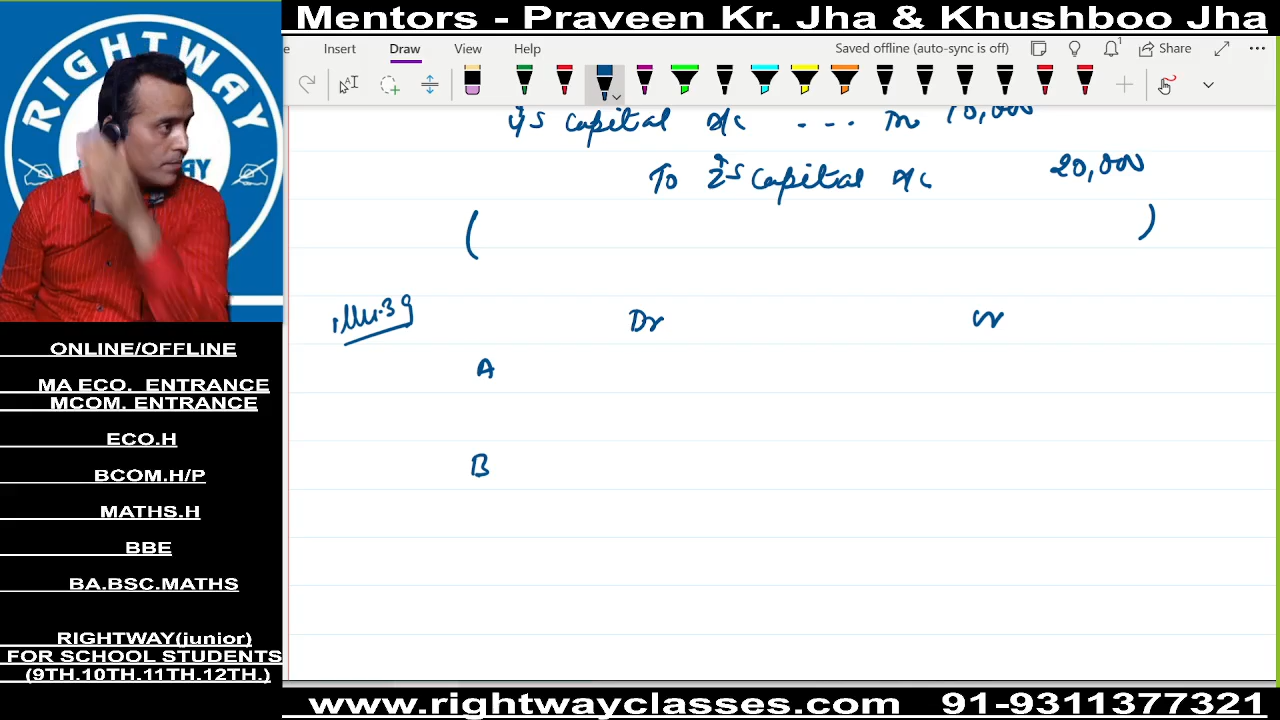 Mentors - Praveen Kr. Jha & Khushboo Jha
Insert Draw View Help Saved offline (auto-sync is off) Share
RIGHTWAY
Y's Capital A/c - - - Dr 10,000
To Z's Capital A/c 20,000
( )
illu.39 Dr Cr
A
B
ONLINE/OFFLINE
MA ECO. ENTRANCE
MCOM. ENTRANCE
ECO.H
BCOM.H/P
MATHS.H
BBE
BA.BSC.MATHS
RIGHTWAY(junior)
FOR SCHOOL STUDENTS
(9TH.10TH.11TH.12TH.)
www.rightwayclasses.com 91-9311377321